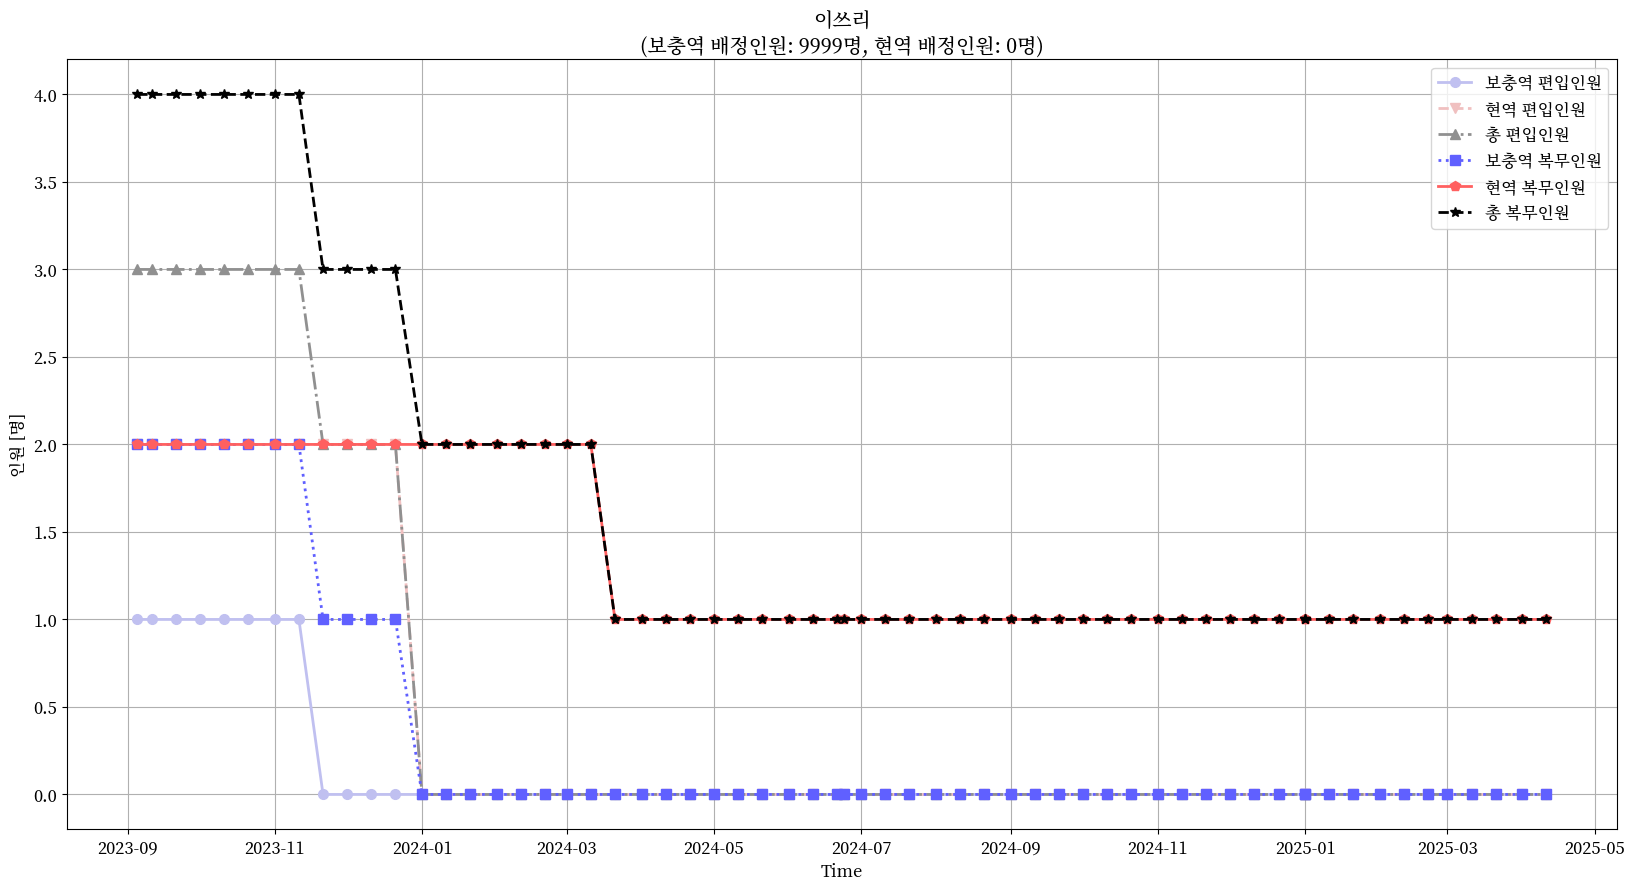 이쓰리
(보충역 배정인원: 9999명, 현역 배정인원: 0명)
보충역 편입인원
현역 편입인원
총 편입인원
보충역 복무인원
현역 복무인원
총 복무인원
4.0
3.5
3.0
2.5
2.0
1.5
1.0
0.5
0.0
인원 [명]
2023-09 2023-11 2024-01 2024-03 2024-05 2024-07 2024-09 2024-11 2025-01 2025-03 2025-05
Time